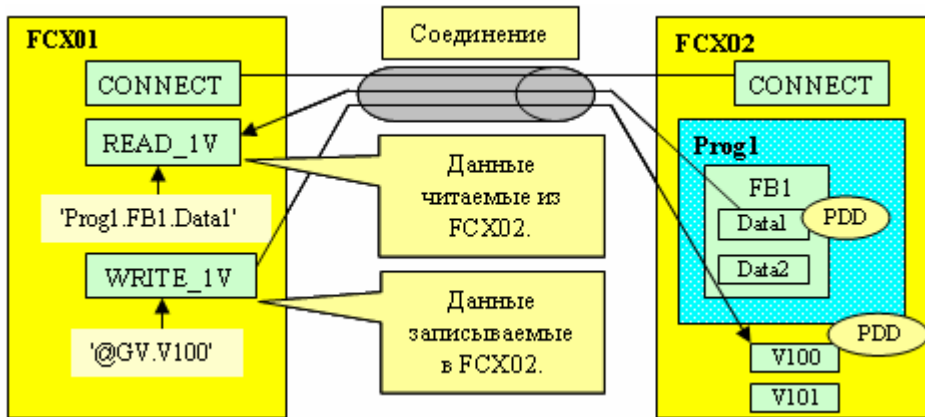 FCX01
CONNECT
READ_1V
'Prog1.FB1.Data1'
WRITE_1V
'@GV.V100'
Соединение
Данные
читаемые из
FCX02.
Данные
записываемые
в FCX02.
FCX02
CONNECT
Prog1
FB1
Data1
PDD
Data2
PDD
V100
V101